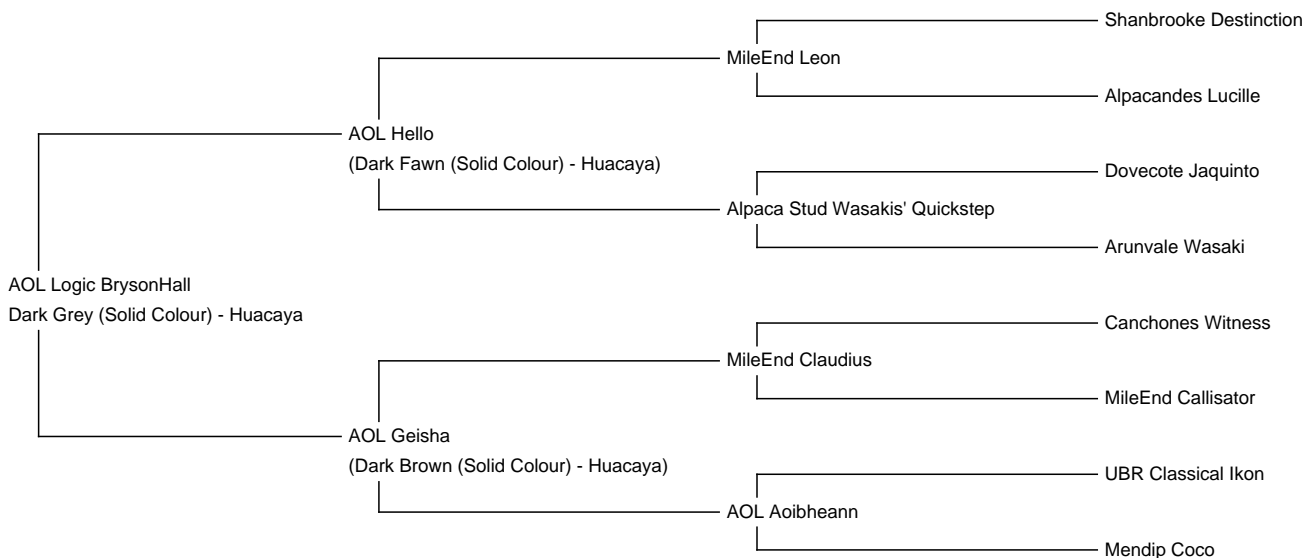 Shanbrooke Destinction
MileEnd Leon
Alpacandes Lucille
AOL Hello
(Dark Fawn (Solid Colour) - Huacaya)
Dovecote Jaquinto
Alpaca Stud Wasakis' Quickstep
Arunvale Wasaki
AOL Logic BrysonHall
Dark Grey (Solid Colour) - Huacaya
Canchones Witness
MileEnd Claudius
MileEnd Callisator
AOL Geisha
(Dark Brown (Solid Colour) - Huacaya)
UBR Classical Ikon
AOL Aoibheann
Mendip Coco